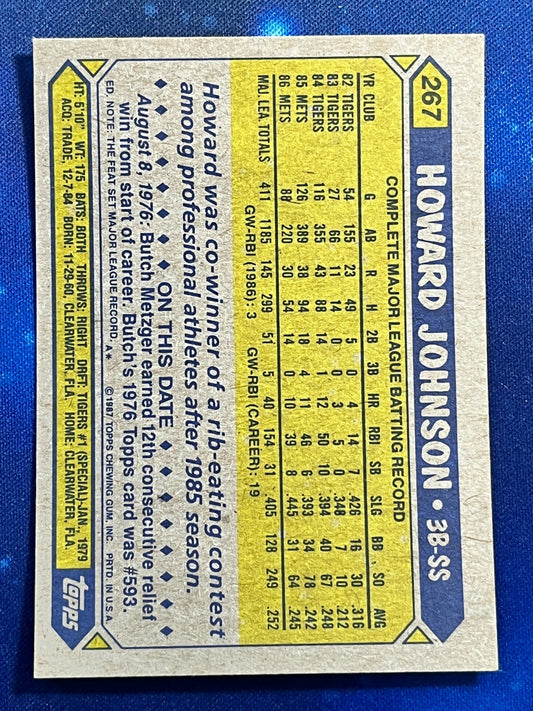 267
HOWARD JOHNSON • 3B-SS
COMPLETE MAJOR LEAGUE BATTING RECORD
YR CLUB G AB R H 2B 3B HR RBI SB SLG BB SO AVG
82 TIGERS 54 155 23 49 5 0 4 14 7 .426 16 30 .316
83 TIGERS 27 66 11 14 0 0 3 5 0 .348 7 10 .212
84 TIGERS 116 355 43 88 14 1 12 50 10 .394 40 67 .248
85 METS 126 389 38 94 18 4 11 46 6 .393 34 78 .242
86 METS 88 220 30 54 14 0 10 39 8 .445 31 64 .245
MAJ LEA TOTALS 411 1185 145 299 51 5 40 154 31 .405 128 249 .252
GW-RBI (1986): 3 GW-RBI (CAREER): 19
Howard was co-winner of a rib-eating contest
among professional athletes after 1985 season.
◆ ◆ ◆ ◆ ◆ ON THIS DATE ◆ ◆ ◆ ◆ ◆
August 8, 1976: Butch Metzger earned 12th consecutive relief
win from start of career. Butch's 1976 Topps card was #593.
ED. NOTE: THE FEAT SET MAJOR LEAGUE RECORD. A* ©1987 TOPPS CHEWING GUM, INC. PRTD. IN U.S.A.
HT: 5'10" WT: 175 BATS: BOTH THROWS: RIGHT DRFT: TIGERS #1 (SPECIAL)-JAN., 1979
ACQ: TRADE, 12-7-84 BORN: 11-29-60, CLEARWATER, FLA HOME: CLEARWATER, FLA.
TOPPS